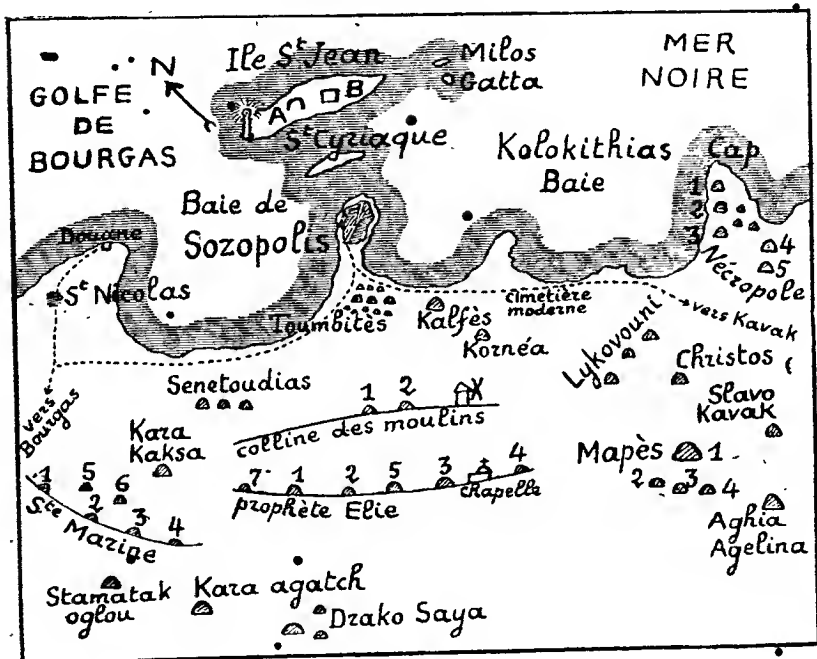 N
Ile St Jean
Milos
Gatta
MER
NOIRE
GOLFE
DE
BOURGAS
A
B
St Cyriaque
Kolokithias
Baie
Cap
1
2
3
4
5
Nécropole
Baie de
Sozopolis
Douane
St Nicolas
Toumbitès
Kalfès
Kornéa
cimetière
moderne
vers Kavak
Lykovouni
Christos
Slavo
Kavak
vers
Bourgas
Senetoudias
1 2
colline des moulins
Kara
Kaksa
Mapès 1
2 3 4
7 1 2 5 3 4
prophète Elie
chapelle
1 5 6
2 3 4
Ste Marine
Aghia
Agelina
Stamatak
oglou
Kara agatch
Drako Saya